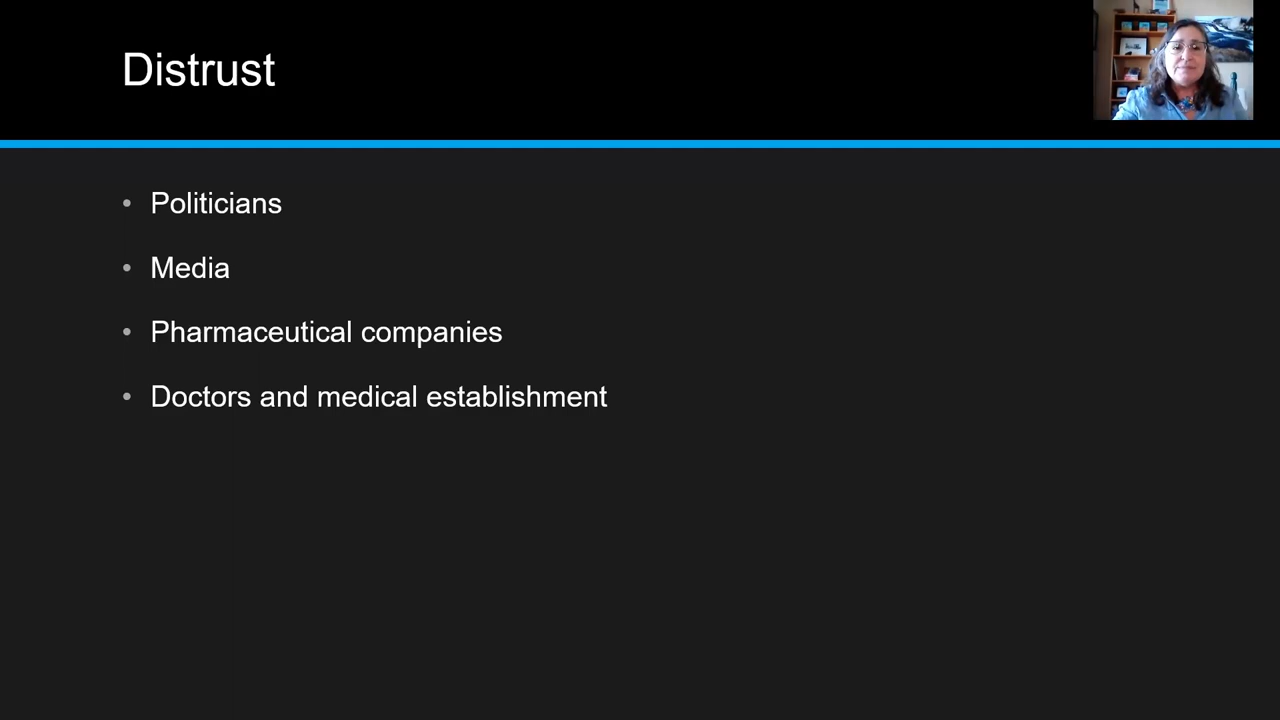 Distrust
• Politicians
• Media
• Pharmaceutical companies
• Doctors and medical establishment